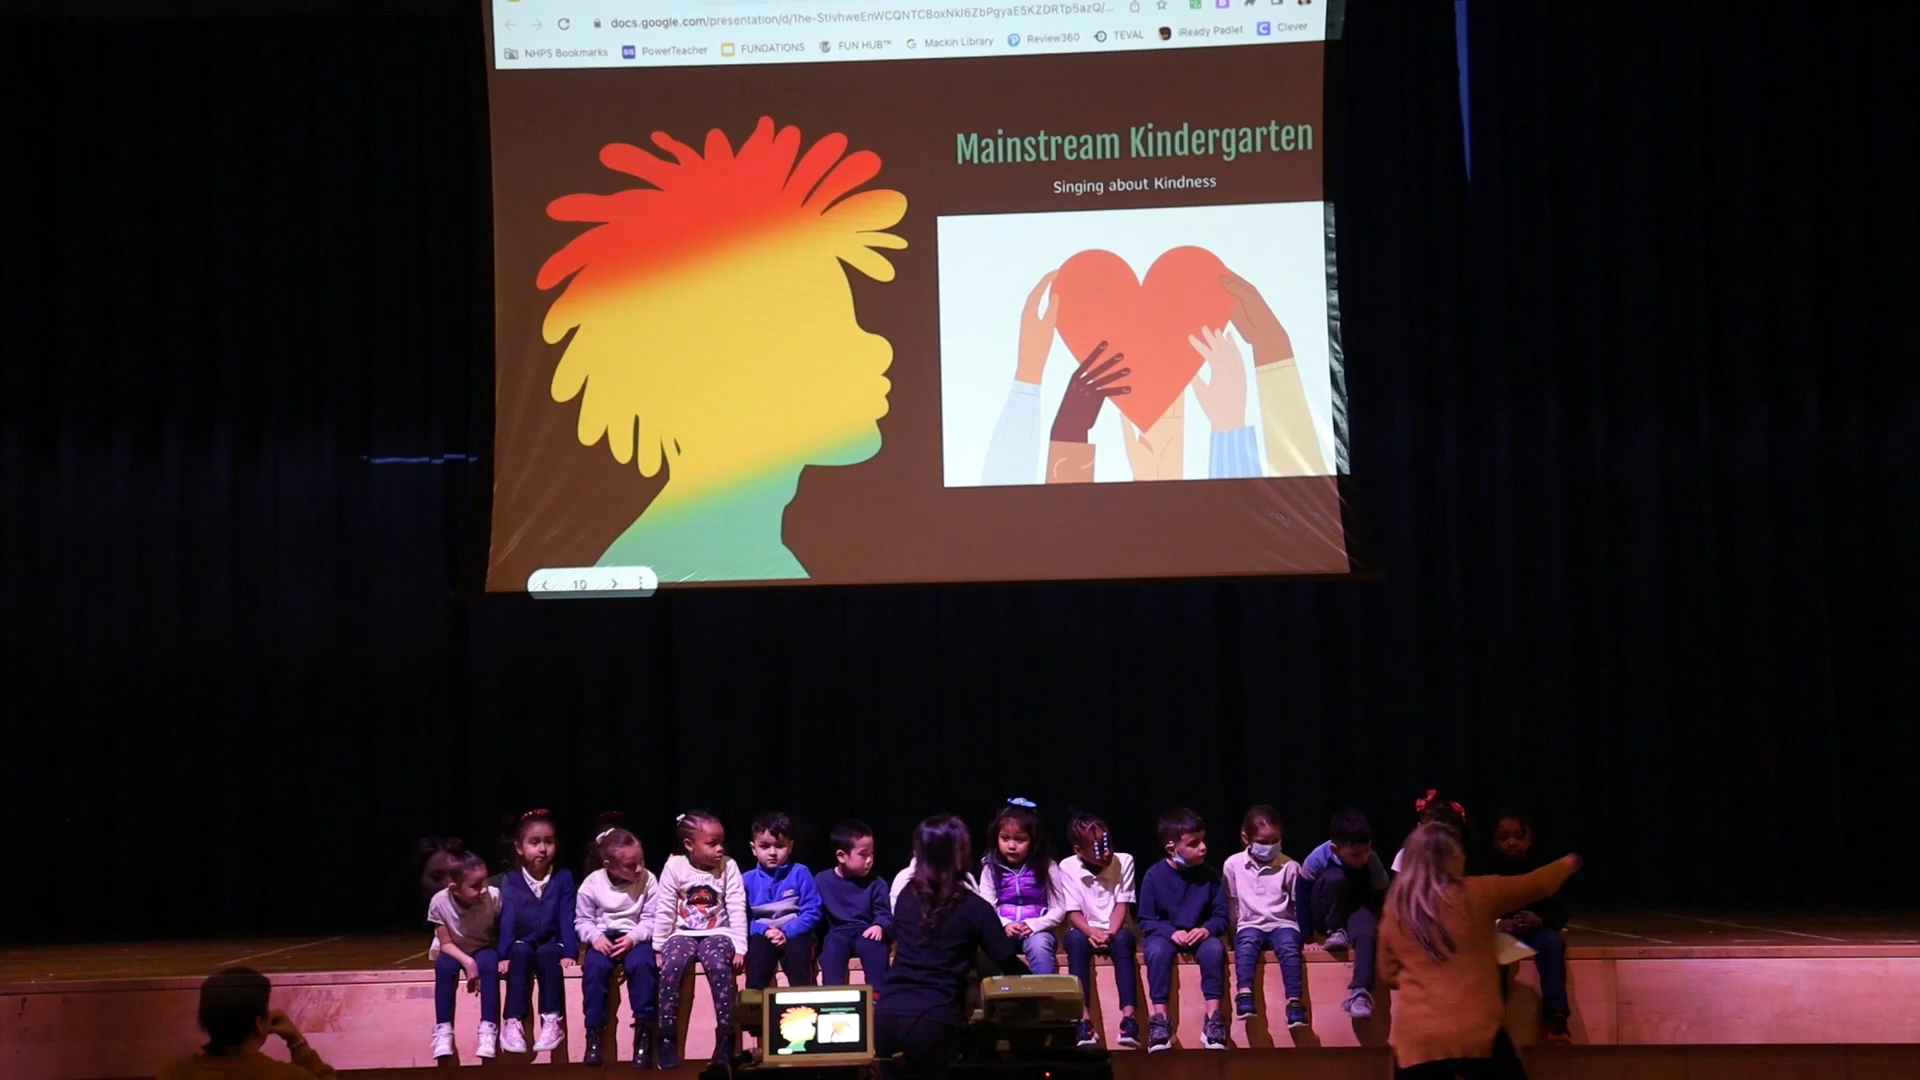 docs.google.com/presentation/d/1he-StivhweEnWCQNTCBoxNkl6ZbPgyaE5KZDRTp5azQ/...
NHPS Bookmarks PowerTeacher FUNDATIONS FUN HUB™ Mackin Library Review360 TEVAL iReady Padlet Clever
Mainstream Kindergarten
Singing about Kindness
10